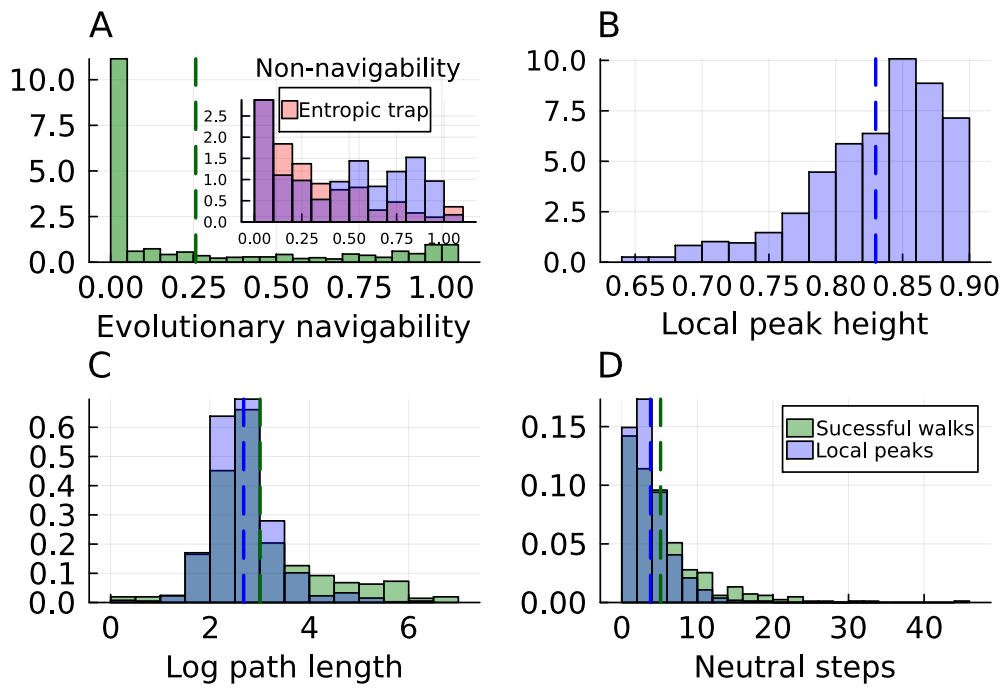 A
10.0
7.5
5.0
2.5
0.0
0.00 0.25 0.50 0.75 1.00
Evolutionary navigability
Non-navigability
Entropic trap
2.5
2.0
1.5
1.0
0.5
0.0
0.00 0.25 0.50 0.75 1.00
B
10.0
7.5
5.0
2.5
0.0
0.65 0.70 0.75 0.80 0.85 0.90
Local peak height
C
0.6
0.5
0.4
0.3
0.2
0.1
0.0
0 2 4 6
Log path length
D
0.15
0.10
0.05
0.00
0 10 20 30 40
Neutral steps
Sucessful walks
Local peaks